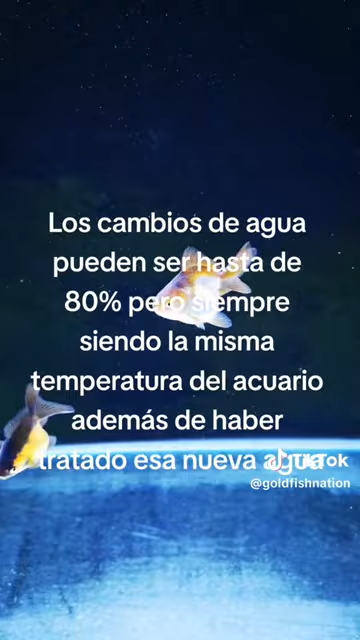 Los cambios de agua
pueden ser hasta de
80% pero siempre
siendo la misma
temperatura del acuario
además de haber
tratado esa nueva agua
TikTok
@goldfishnation